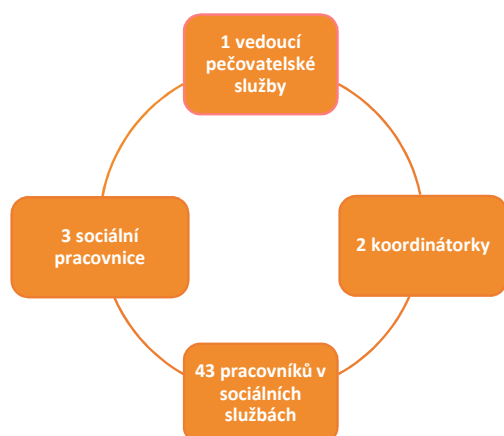 1 vedoucí
pečovatelské
služby
2 koordinátorky
43 pracovníků v
sociálních
službách
3 sociální
pracovnice